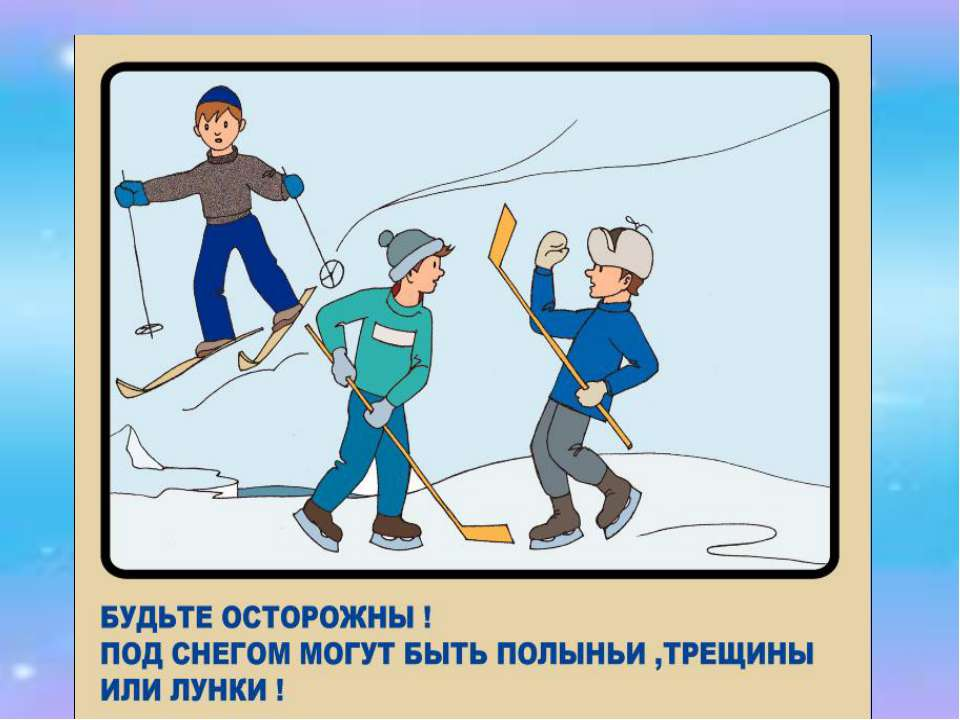 БУДЬТЕ ОСТОРОЖНЫ !
ПОД СНЕГОМ МОГУТ БЫТЬ ПОЛЫНЬИ ,ТРЕЩИНЫ
ИЛИ ЛУНКИ !